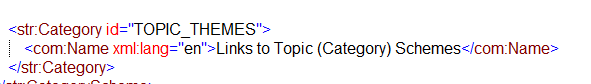 <str:Category id="TOPIC_THEMES">
<com:Name xml:lang="en">Links to Topic (Category) Schemes</com:Name>
</str:Category>